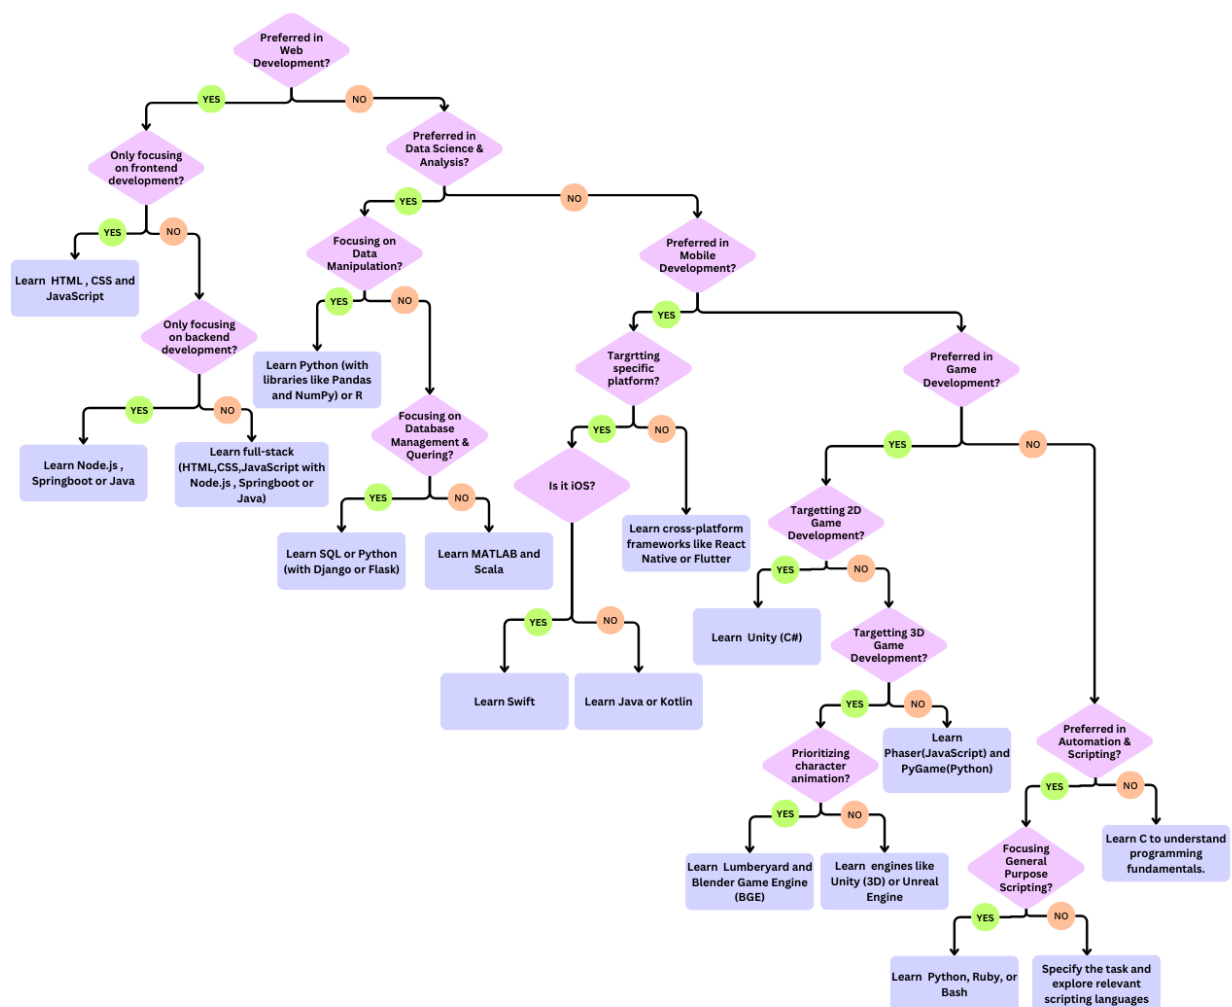 Preferred in
Web
Development?
YES
NO
Only focusing
on frontend
development?
Preferred in
Data Science &
Analysis?
YES
NO
YES
NO
Learn HTML , CSS and
JavaScript
Focusing on
Data
Manipulation?
Preferred in
Mobile
Development?
Only focusing
on backend
development?
YES
NO
YES
Learn Python (with
libraries like Pandas
and NumPy) or R
Targrtting
specific
platform?
Preferred in
Game
Development?
YES
NO
Focusing on
Database
Management &
Quering?
YES
NO
YES
NO
Learn Node.js ,
Springboot or Java
Learn full-stack
(HTML,CSS,JavaScript with
Node.js , Springboot or
Java)
Is it iOS?
YES
NO
Targetting 2D
Game
Development?
Learn SQL or Python
(with Django or Flask)
Learn MATLAB and
Scala
Learn cross-platform
frameworks like React
Native or Flutter
YES
NO
YES
NO
Learn Unity (C#)
Targetting 3D
Game
Development?
Learn Swift
Learn Java or Kotlin
YES
NO
Prioritizing
character
animation?
Learn
Phaser(JavaScript) and
PyGame(Python)
Preferred in
Automation &
Scripting?
YES
NO
YES
NO
Learn Lumberyard and
Blender Game Engine
(BGE)
Learn engines like
Unity (3D) or Unreal
Engine
Focusing
General
Purpose
Scripting?
Learn C to understand
programming
fundamentals.
YES
NO
Learn Python, Ruby, or
Bash
Specify the task and
explore relevant
scripting languages